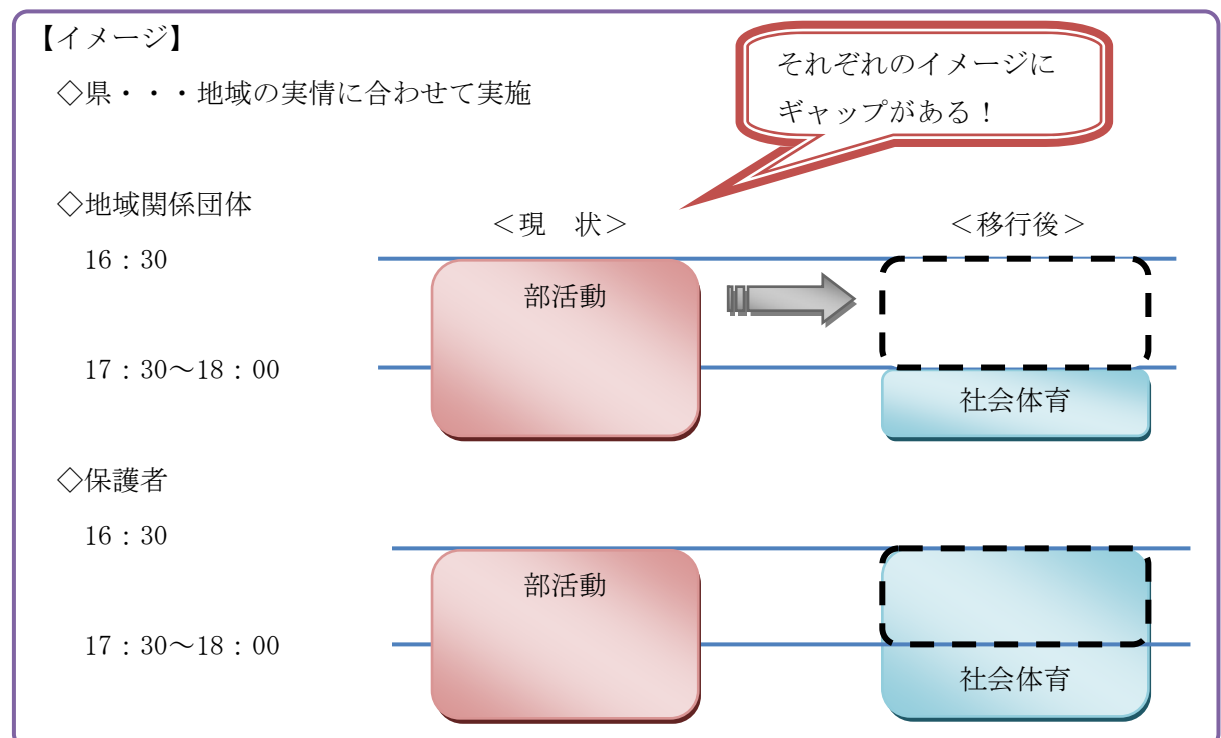 【イメージ】
それぞれのイメージに
ギャップがある！
◇県・・・地域の実情に合わせて実施
◇地域関係団体
＜現　状＞
＜移行後＞
16：30
部活動
17：30～18：00
社会体育
◇保護者
16：30
部活動
17：30～18：00
社会体育